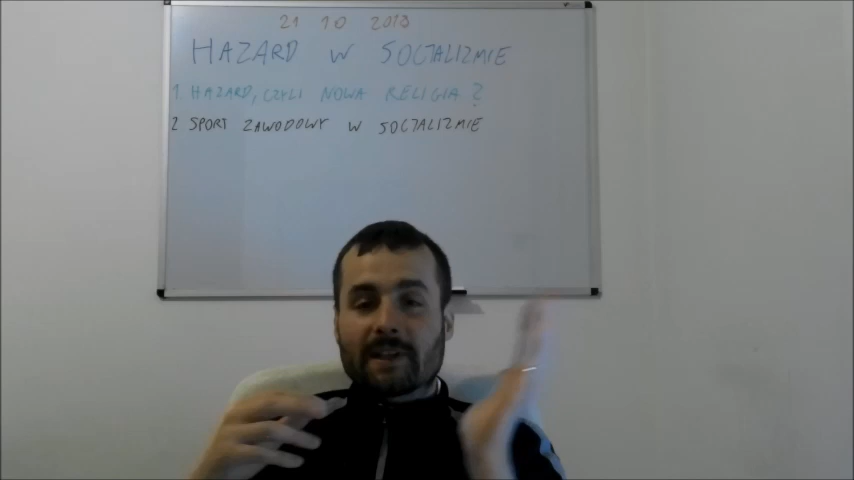 21 10 2013
HAZARD W SOCJALIZMIE
1. HAZARD, CZYLI NOWA RELIGIA?
2 SPORT ZAWODOWY W SOCJALIZMIE